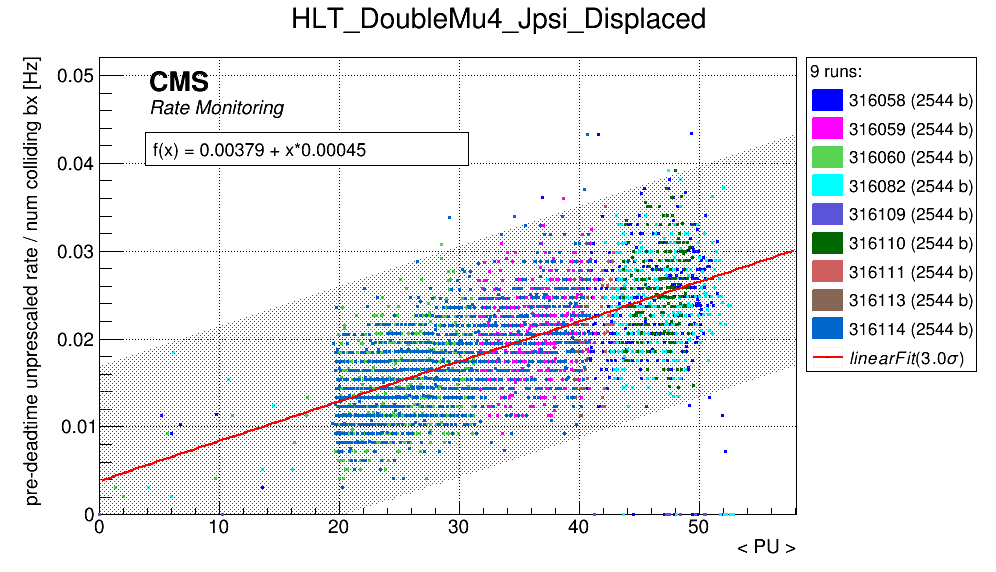 HLT_DoubleMu4_Jpsi_Displaced
pre-deadtime unprescaled rate / num colliding bx [Hz]
0.05
0.04
0.03
0.02
0.01
0
CMS
Rate Monitoring
f(x) = 0.00379 + x*0.00045
0 10 20 30 40 50
< PU >
9 runs:
316058 (2544 b)
316059 (2544 b)
316060 (2544 b)
316082 (2544 b)
316109 (2544 b)
316110 (2544 b)
316111 (2544 b)
316113 (2544 b)
316114 (2544 b)
linearFit(3.0σ)